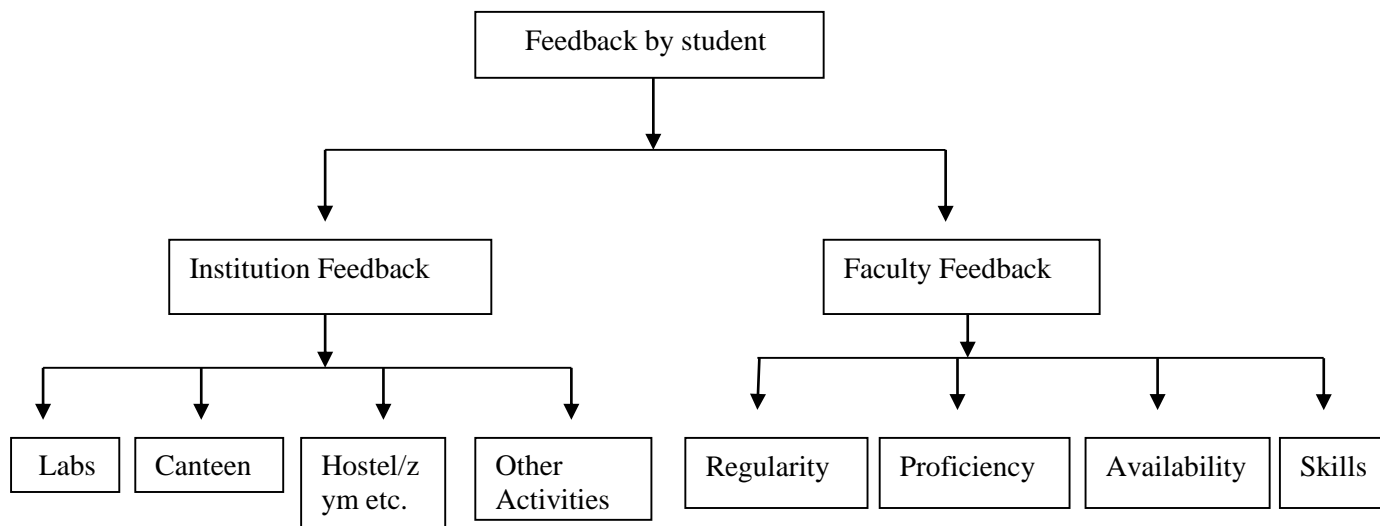 Feedback by student
Institution Feedback
Faculty Feedback
Labs
Canteen
Hostel/z
ym etc.
Other
Activities
Regularity
Proficiency
Availability
Skills